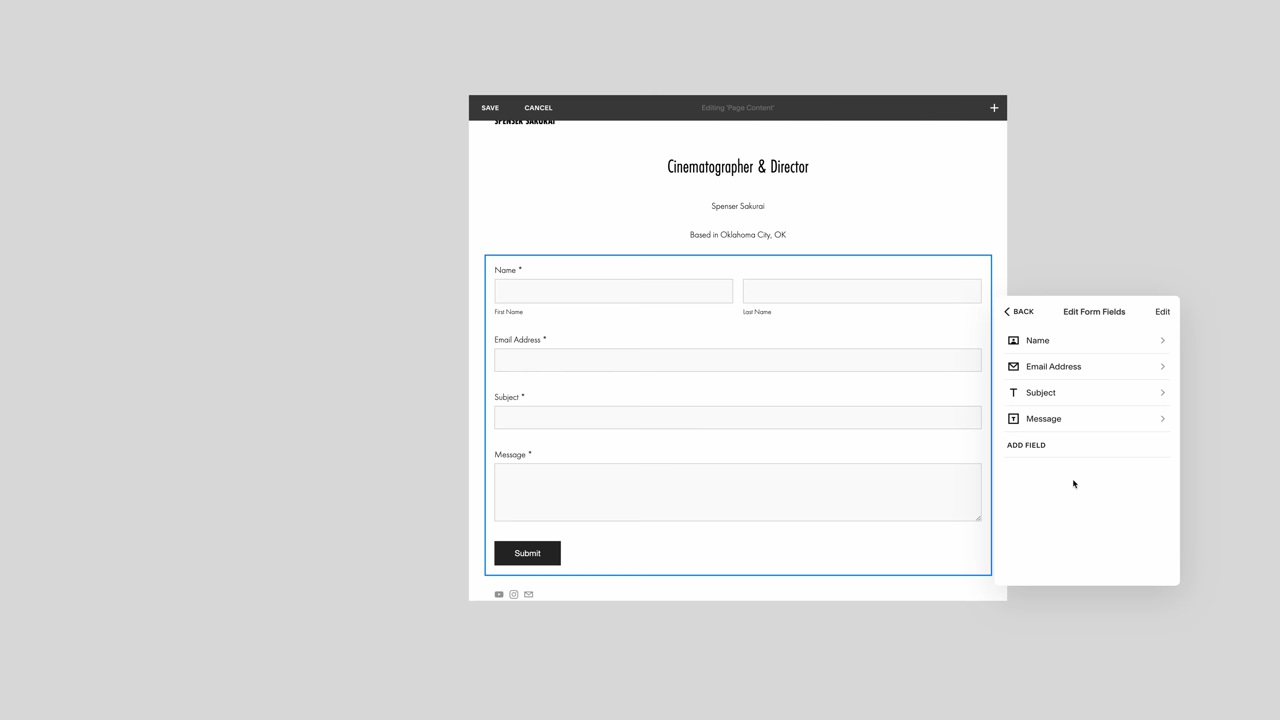 SAVE CANCEL Editing 'Page Content' +
SPENSER SAKURAI
Cinematographer & Director
Spenser Sakurai
Based in Oklahoma City, OK
Name *
First Name Last Name
Email Address *
Subject *
Message *
Submit
BACK Edit Form Fields Edit
Name
Email Address
Subject
Message
ADD FIELD